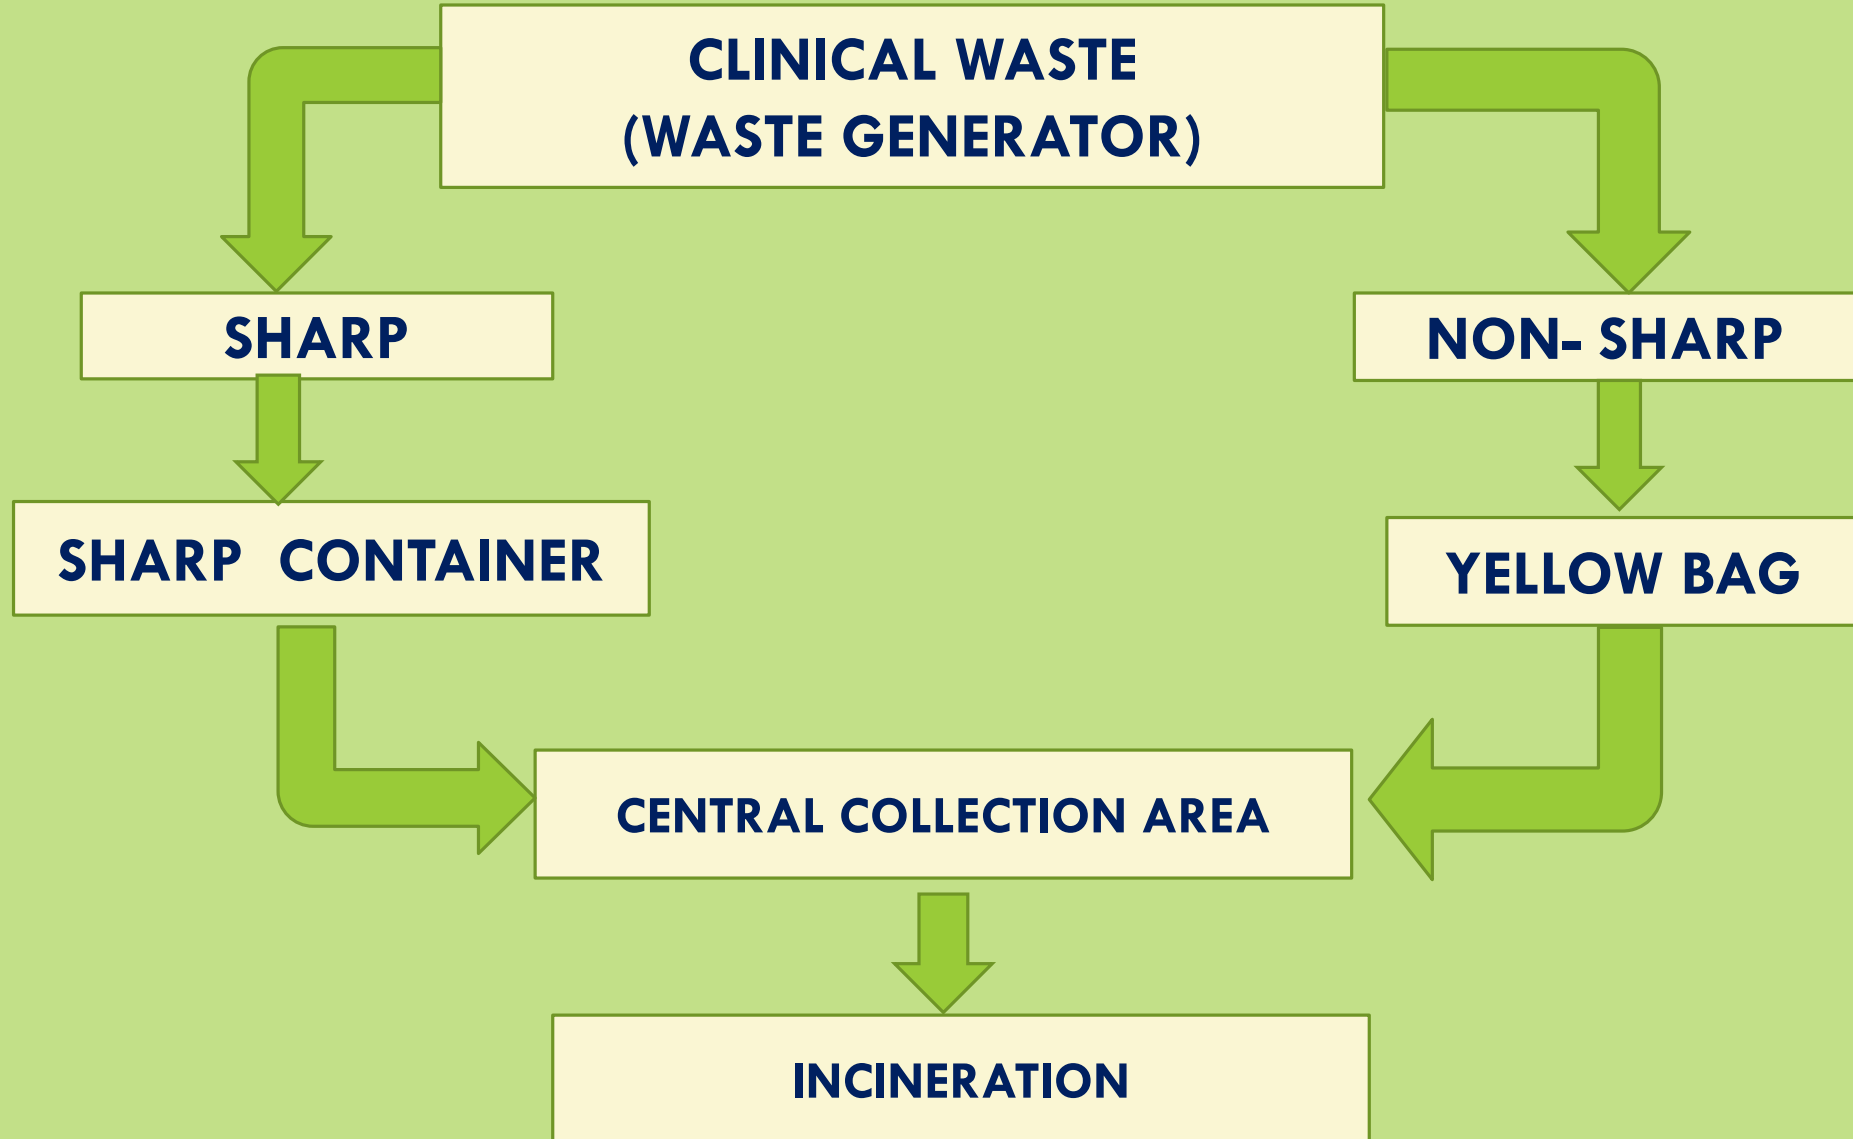 CLINICAL WASTE
(WASTE GENERATOR)
SHARP
NON- SHARP
SHARP CONTAINER
YELLOW BAG
CENTRAL COLLECTION AREA
INCINERATION